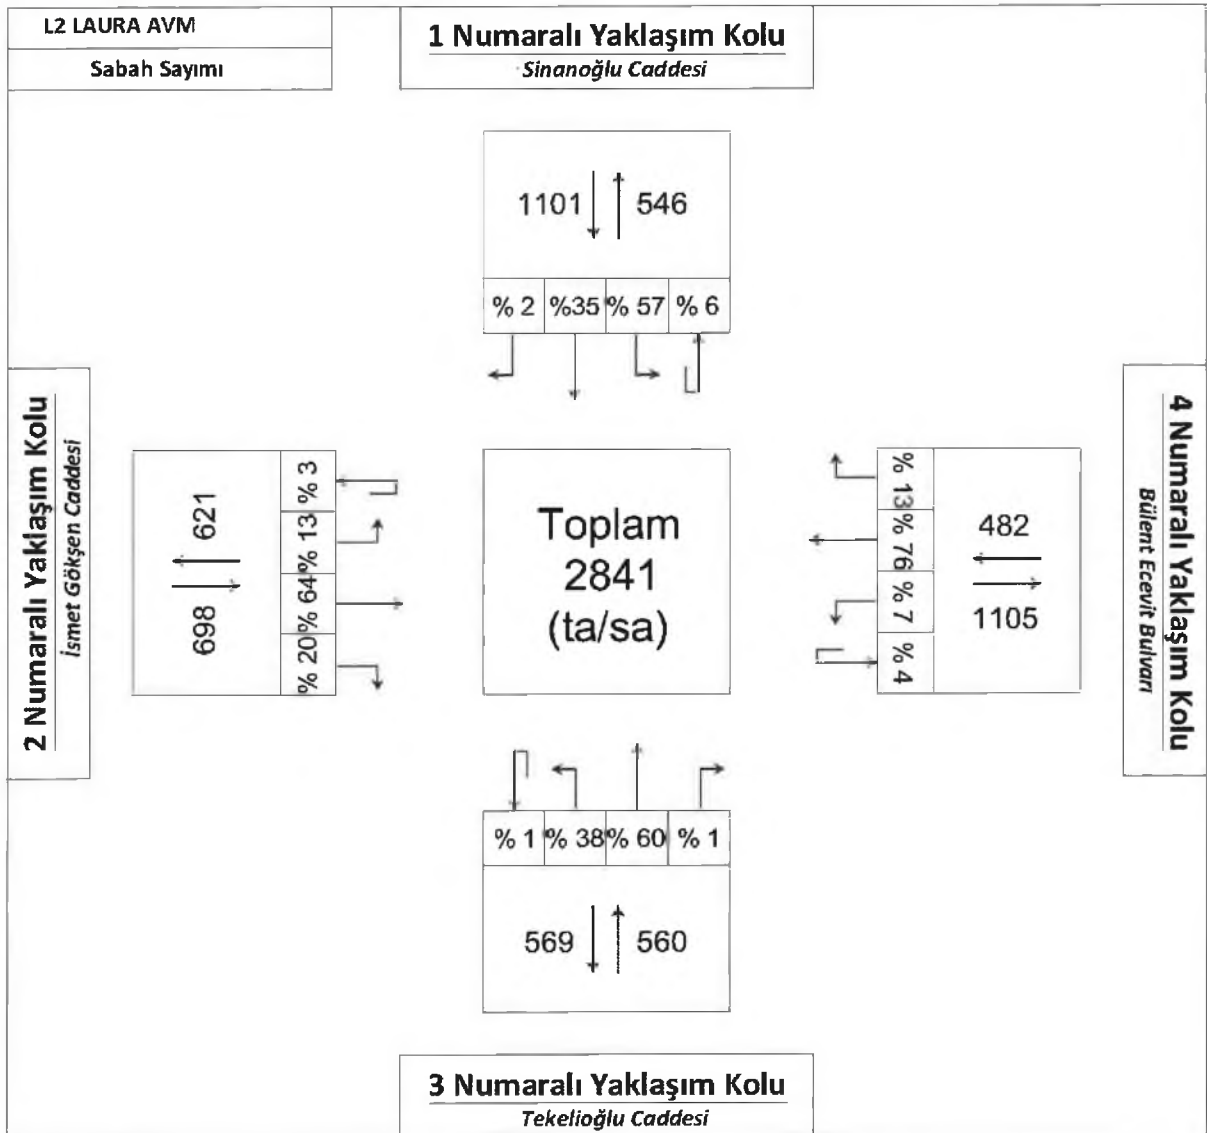 L2 LAURA AVM
Sabah Sayımı
1 Numaralı Yaklaşım Kolu
Sinanoğlu Caddesi
1101 546
% 2 %35 % 57 % 6
2 Numaralı Yaklaşım Kolu
İsmet Gökşen Caddesi
621
698
% 3
% 13
% 64
% 20
Toplam
2841
(ta/sa)
% 13
% 76
% 7
% 4
482
1105
4 Numaralı Yaklaşım Kolu
Bülent Ecevit Bulvarı
% 1 % 38 % 60 % 1
569 560
3 Numaralı Yaklaşım Kolu
Tekelioğlu Caddesi